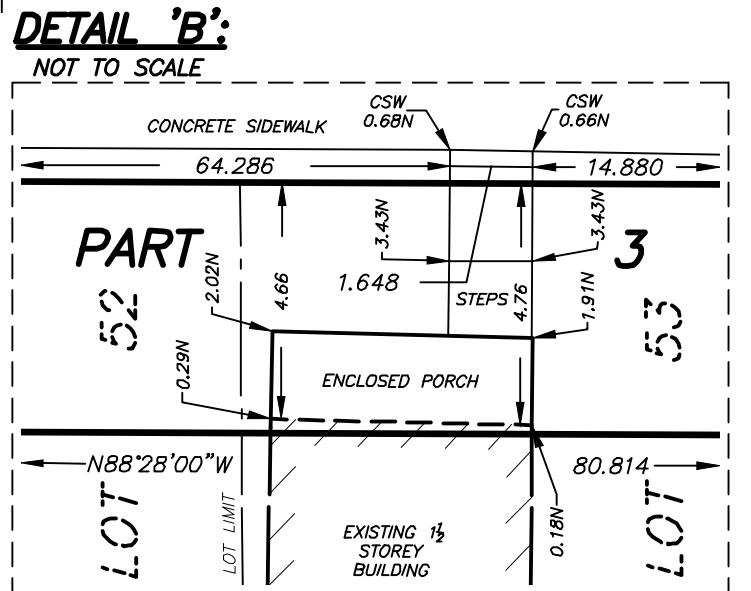 DETAIL 'B':
NOT TO SCALE
CSW
0.68N
CSW
0.66N
CONCRETE SIDEWALK
64.286
14.880
PART
3
3.43N
3.43N
2.02N
4.66
1.648
STEPS
4.76
1.91N
52
53
0.29N
ENCLOSED PORCH
N88°28'00"W
80.814
LOT
LOT LIMIT
EXISTING 1½
STOREY
BUILDING
0.18N
LOT